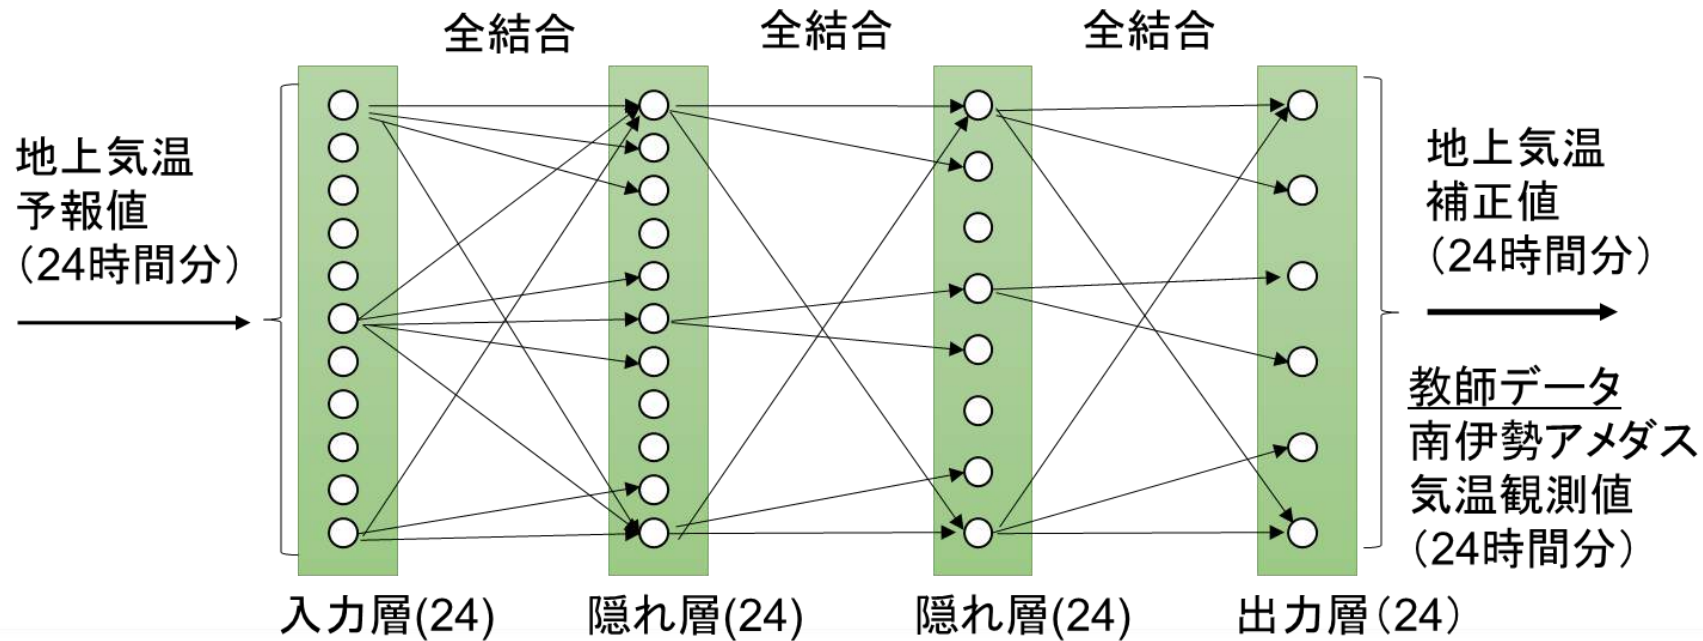 全結合
全結合
全結合
地上気温
予報値
（24時間分）
地上気温
補正値
（24時間分）
教師データ
南伊勢アメダス
気温観測値
（24時間分）
入力層(24)
隠れ層(24)
隠れ層(24)
出力層（24）